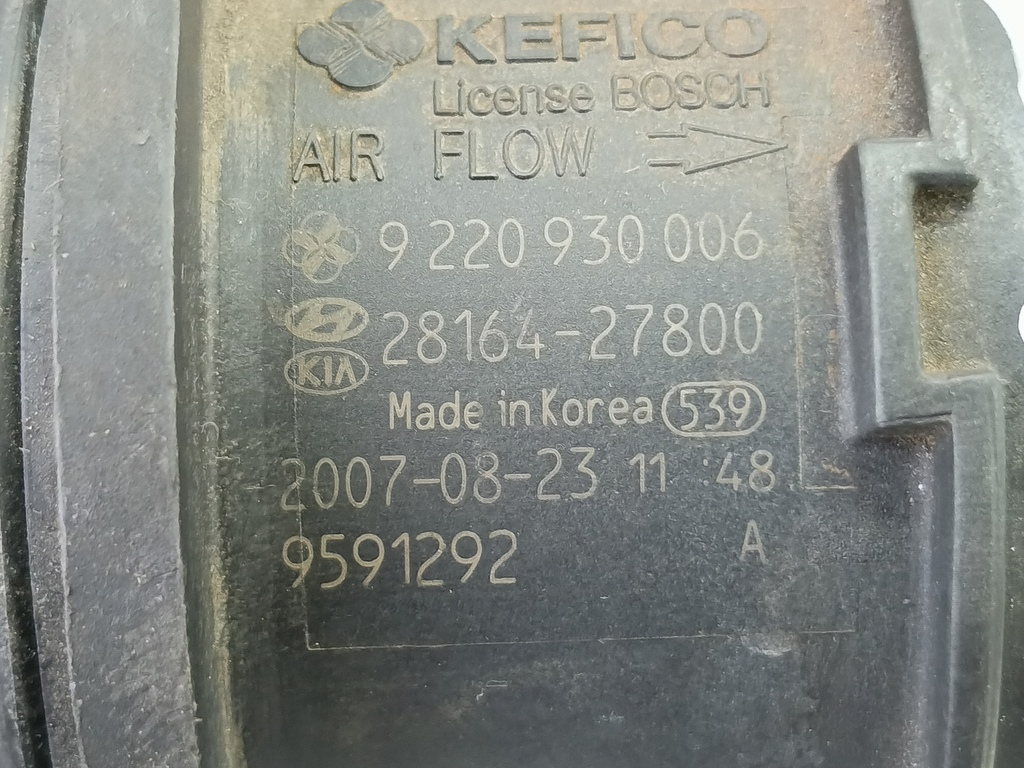 KEFICO
License BOSCH
AIR FLOW
9 220 930 006
28164-27800
KIA
Made in Korea 539
2007-08-23 11:48
9591292 A